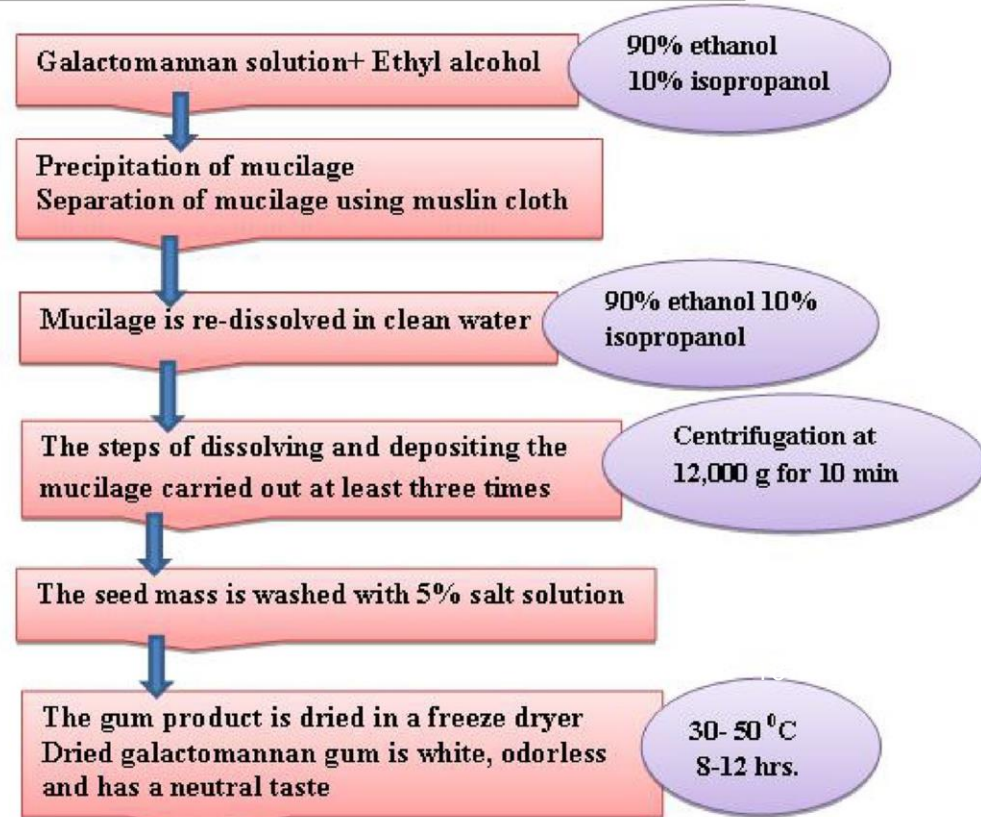 Galactomannan solution+ Ethyl alcohol
90% ethanol
10% isopropanol
Precipitation of mucilage
Separation of mucilage using muslin cloth
Mucilage is re-dissolved in clean water
90% ethanol 10%
isopropanol
The steps of dissolving and depositing the
mucilage carried out at least three times
Centrifugation at
12,000 g for 10 min
The seed mass is washed with 5% salt solution
The gum product is dried in a freeze dryer
Dried galactomannan gum is white, odorless
and has a neutral taste
30- 50 ⁰C
8-12 hrs.